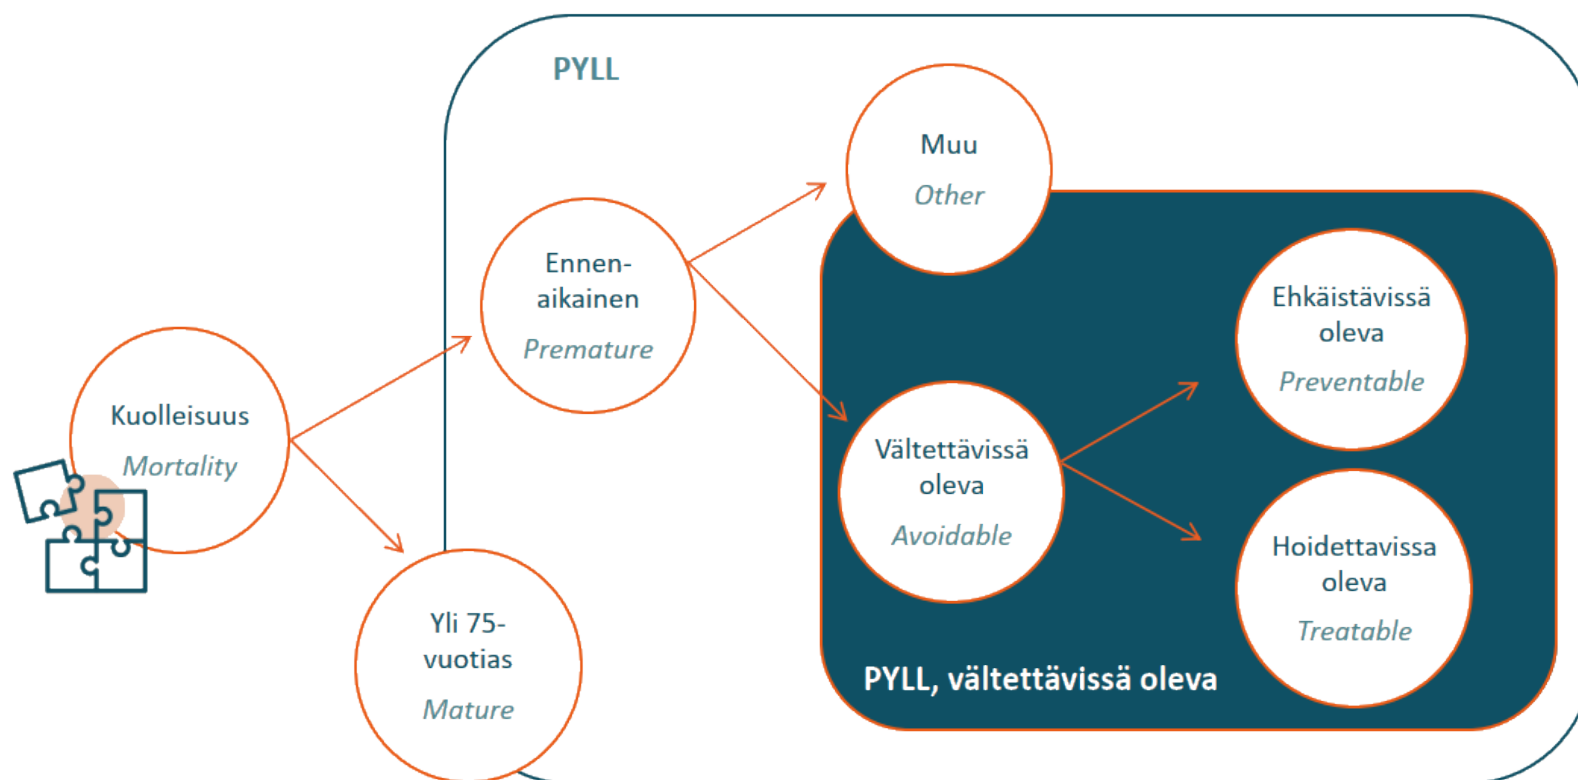 PYLL
Muu
Other
Ennen-
aikainen
Premature
Ehkäistävissä
oleva
Preventable
Kuolleisuus
Mortality
Vältettävissä
oleva
Avoidable
Hoidettavissa
oleva
Treatable
Yli 75-
vuotias
Mature
PYLL, vältettävissä oleva